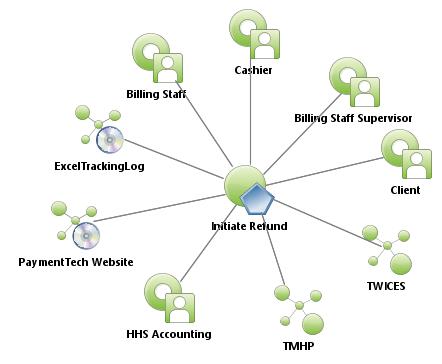 Cashier
Billing Staff
Billing Staff Supervisor
ExcelTrackingLog
Client
Initiate Refund
PaymentTech Website
TWICES
HHS Accounting
TMHP